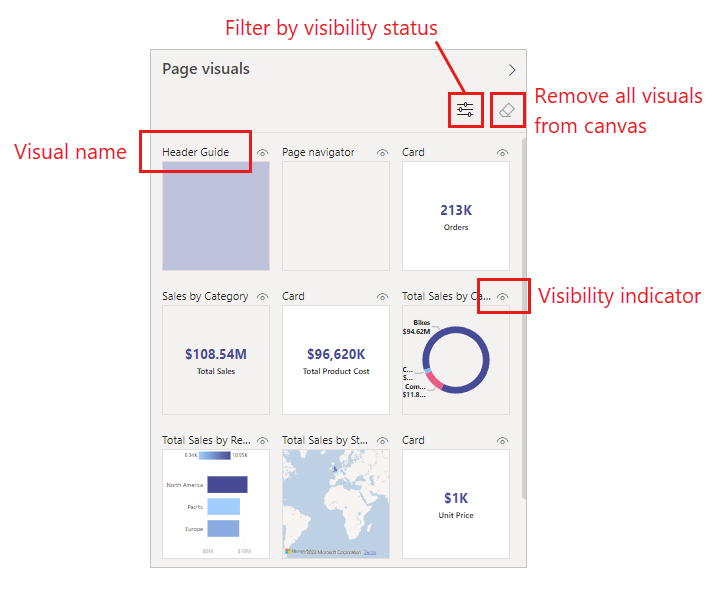 Filter by visibility status
Page visuals
Remove all visuals
from canvas
Visual name
Header Guide
Page navigator
Card
213K
Orders
Visibility indicator
Sales by Category
Card
Total Sales by Ca...
$108.54M
Total Sales
$96,620K
Total Product Cost
Bikes
$94.62M
C...
$...
Com...
$11.8...
Total Sales by Re...
Total Sales by St...
Card
0.34K
10.55K
North America
Pacific
Europe
$0M
$10M
©2023 Microsoft Corporation
Terms
$1K
Unit Price